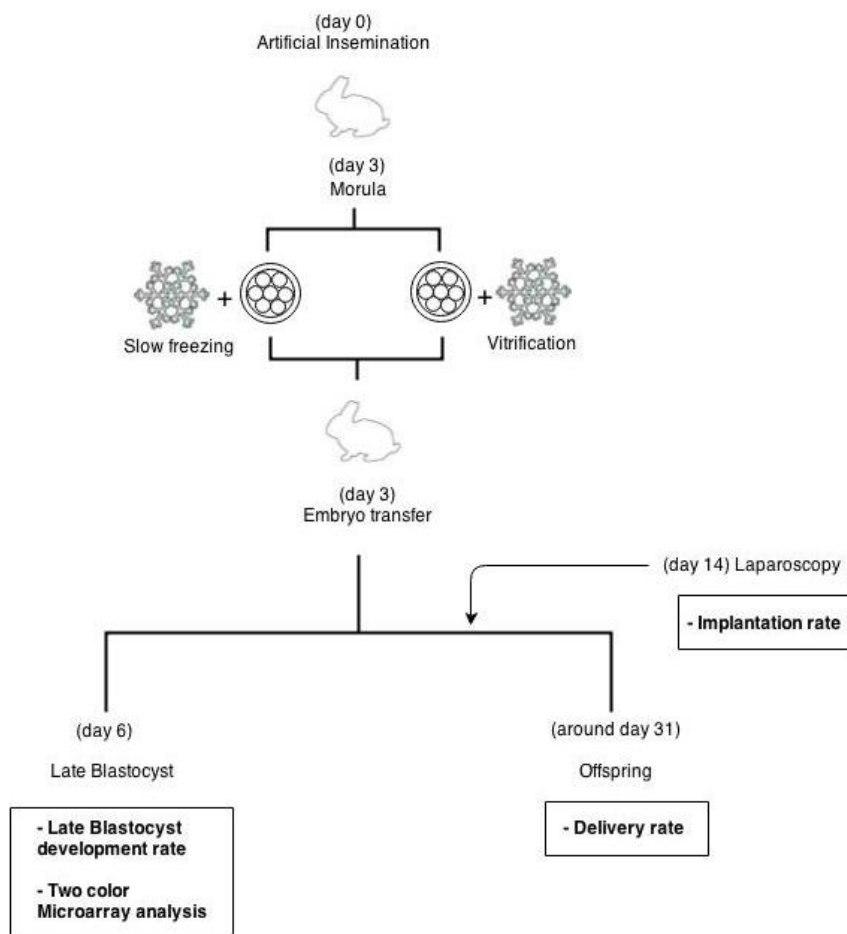 (day 0)
Artificial Insemination
(day 3)
Morula
+
+
Slow freezing
Vitrification
(day 3)
Embryo transfer
(day 14) Laparoscopy
- Implantation rate
(day 6)
Late Blastocyst
- Late Blastocyst
development rate
- Two color
Microarray analysis
(around day 31)
Offspring
- Delivery rate